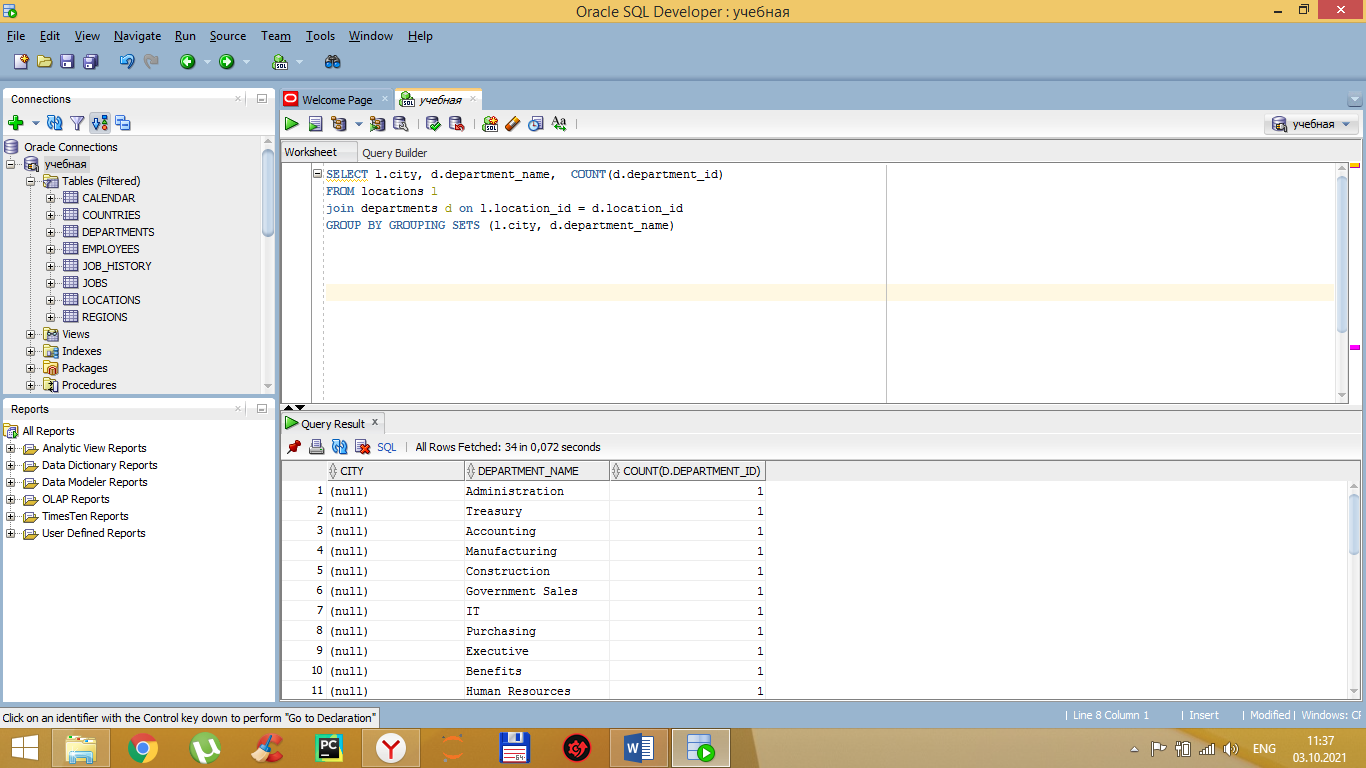 Oracle SQL Developer : учебная
File Edit View Navigate Run Source Team Tools Window Help
Connections
Oracle Connections
учебная
Tables (Filtered)
CALENDAR
COUNTRIES
DEPARTMENTS
EMPLOYEES
JOB_HISTORY
JOBS
LOCATIONS
REGIONS
Views
Indexes
Packages
Procedures
Reports
All Reports
Analytic View Reports
Data Dictionary Reports
Data Modeler Reports
OLAP Reports
TimesTen Reports
User Defined Reports
Welcome Page учебная
учебная
Worksheet Query Builder
SELECT l.city, d.department_name,  COUNT(d.department_id)
FROM locations l
join departments d on l.location_id = d.location_id
GROUP BY GROUPING SETS (l.city, d.department_name)
Query Result
SQL | All Rows Fetched: 34 in 0,072 seconds
CITY DEPARTMENT_NAME COUNT(D.DEPARTMENT_ID)
1 (null) Administration 1
2 (null) Treasury 1
3 (null) Accounting 1
4 (null) Manufacturing 1
5 (null) Construction 1
6 (null) Government Sales 1
7 (null) IT 1
8 (null) Purchasing 1
9 (null) Executive 1
10 (null) Benefits 1
11 (null) Human Resources 1
Click on an identifier with the Control key down to perform "Go to Declaration"
| Line 8 Column 1 | Insert | Modified | Windows: CF
ENG
11:37
03.10.2021